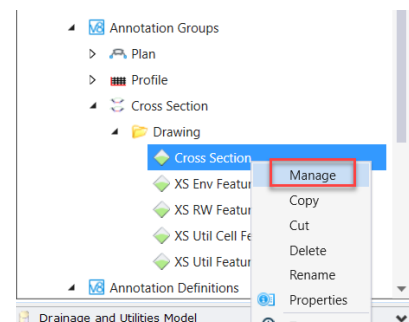 Annotation Groups
Plan
Profile
Cross Section
Drawing
Cross Section
Manage
XS Env Featur
Copy
XS RW Featur
Cut
XS Util Cell Fe
Delete
XS Util Featur
Rename
Annotation Definitions
Properties
Drainage and Utilities Model